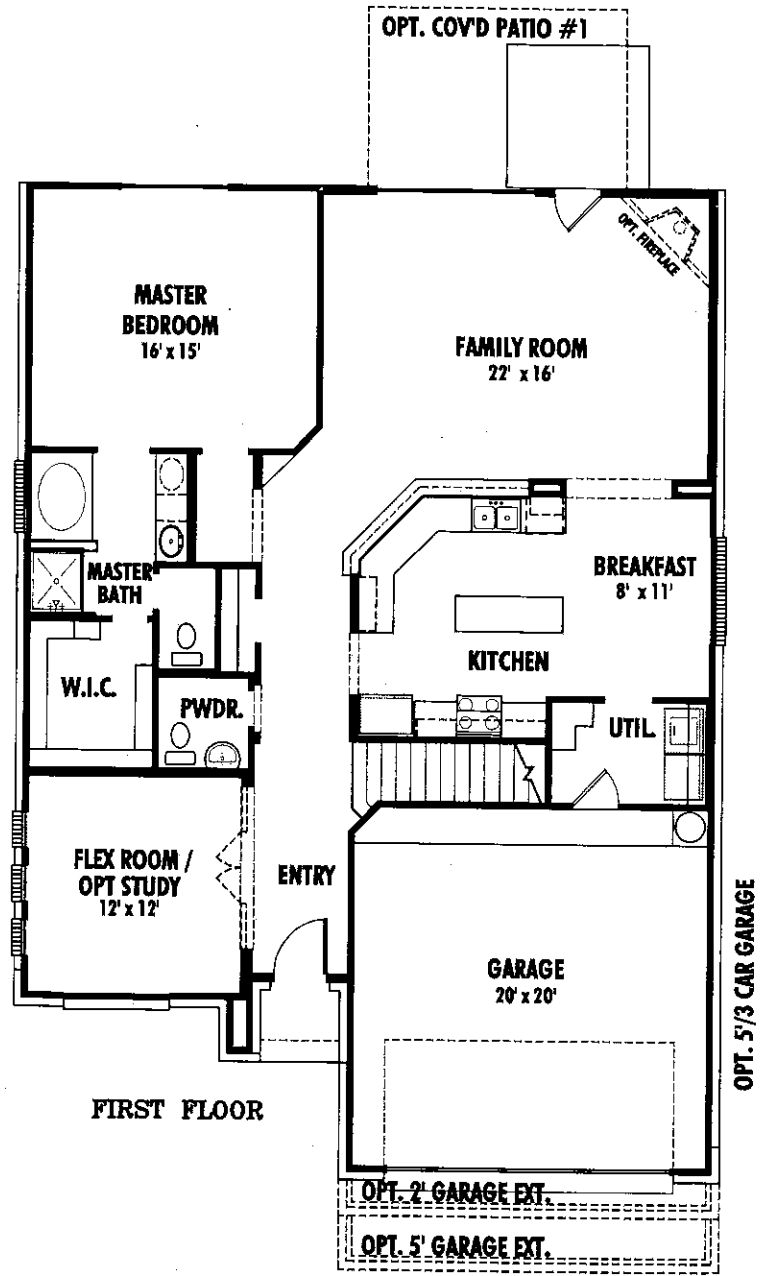 OPT. COV'D PATIO #1
OPT. FIREPLACE
MASTER
BEDROOM
16' x 15'
FAMILY ROOM
22' x 16'
MASTER
BATH
BREAKFAST
8' x 11'
KITCHEN
W.I.C.
PWDR.
UTIL.
FLEX ROOM /
OPT STUDY
12' x 12'
ENTRY
GARAGE
20' x 20'
OPT. 5'/3 CAR GARAGE
FIRST FLOOR
OPT. 2' GARAGE EXT.
OPT. 5' GARAGE EXT.